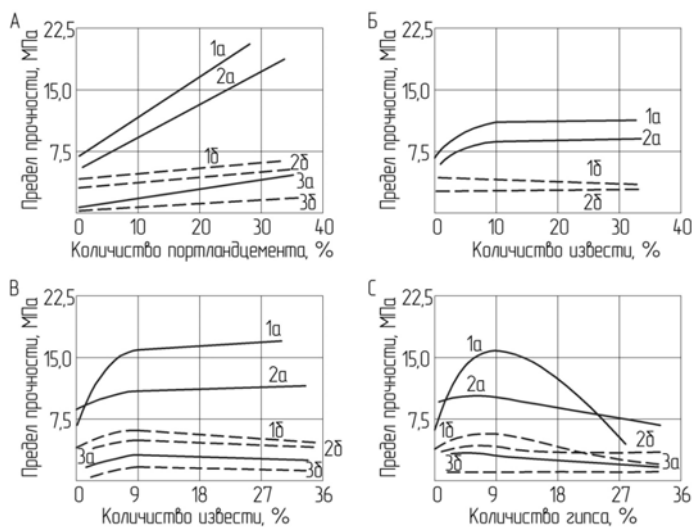 А
Предел прочности, МПа
22,5
15,0
7,5
1а
2а
1б
2б
3а
3б
0 10 20 30 40
Количиство портландцемента, %
Б
Предел прочности, МПа
22,5
15,0
7,5
1а
2а
1б
2б
0 10 20 30 40
Количиство извести, %
В
Предел прочности, МПа
22,5
15,0
7,5
1а
2а
1б
2б
3а
3б
0 9 18 27 36
Количиство извести, %
С
Предел прочности, МПа
22,5
15,0
7,5
1а
2а
1б
2б
3б
3а
0 9 18 27 36
Количиство гипса, %